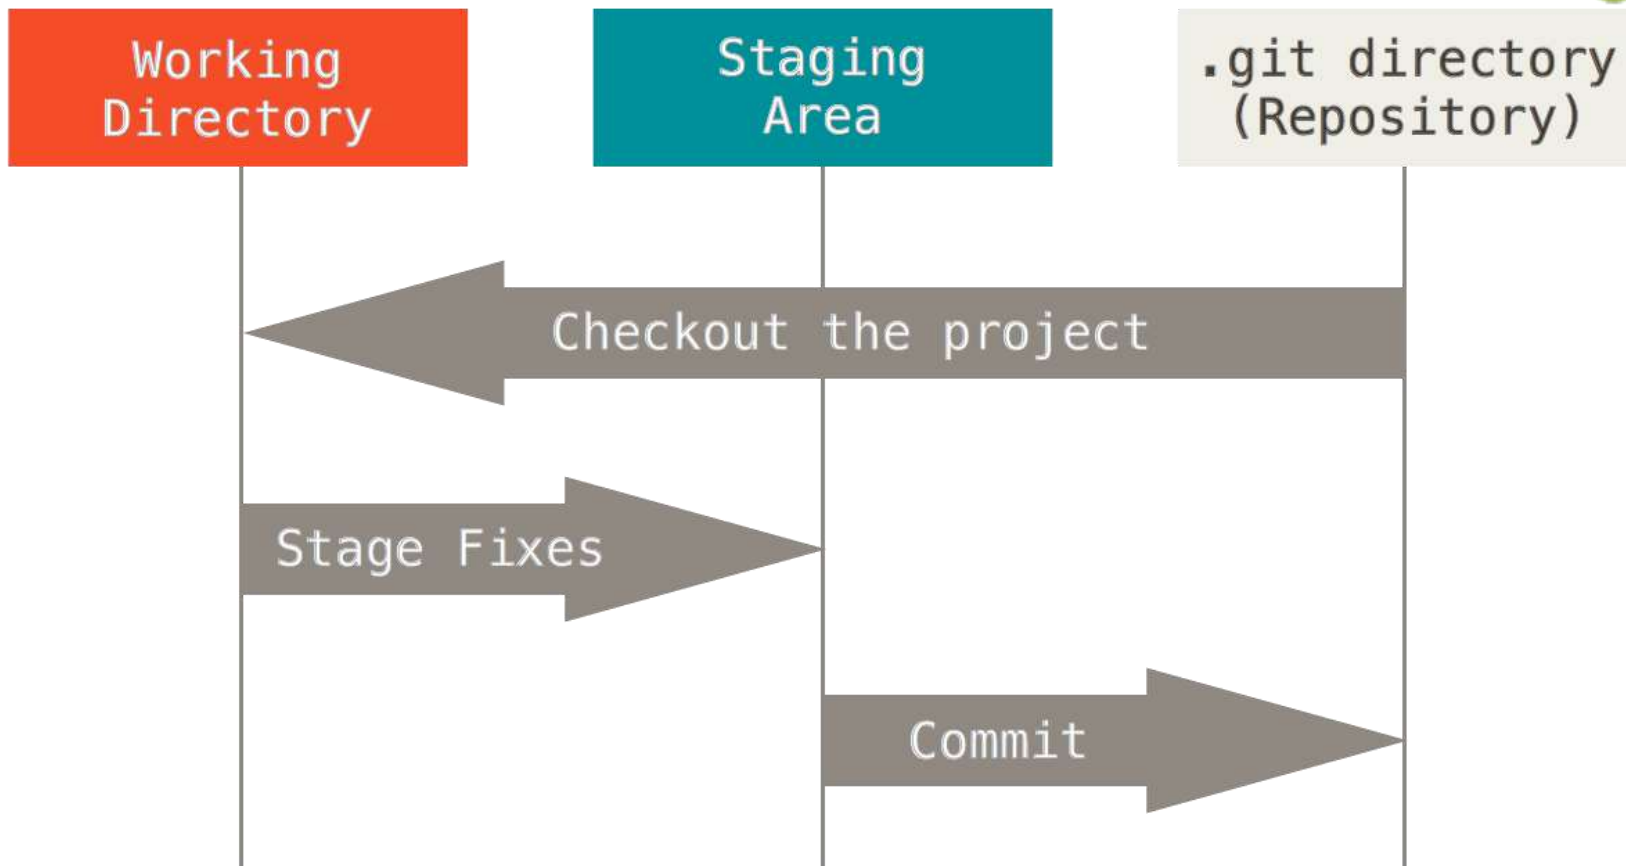 Working
Directory
Staging
Area
.git directory
(Repository)
Checkout the project
Stage Fixes
Commit